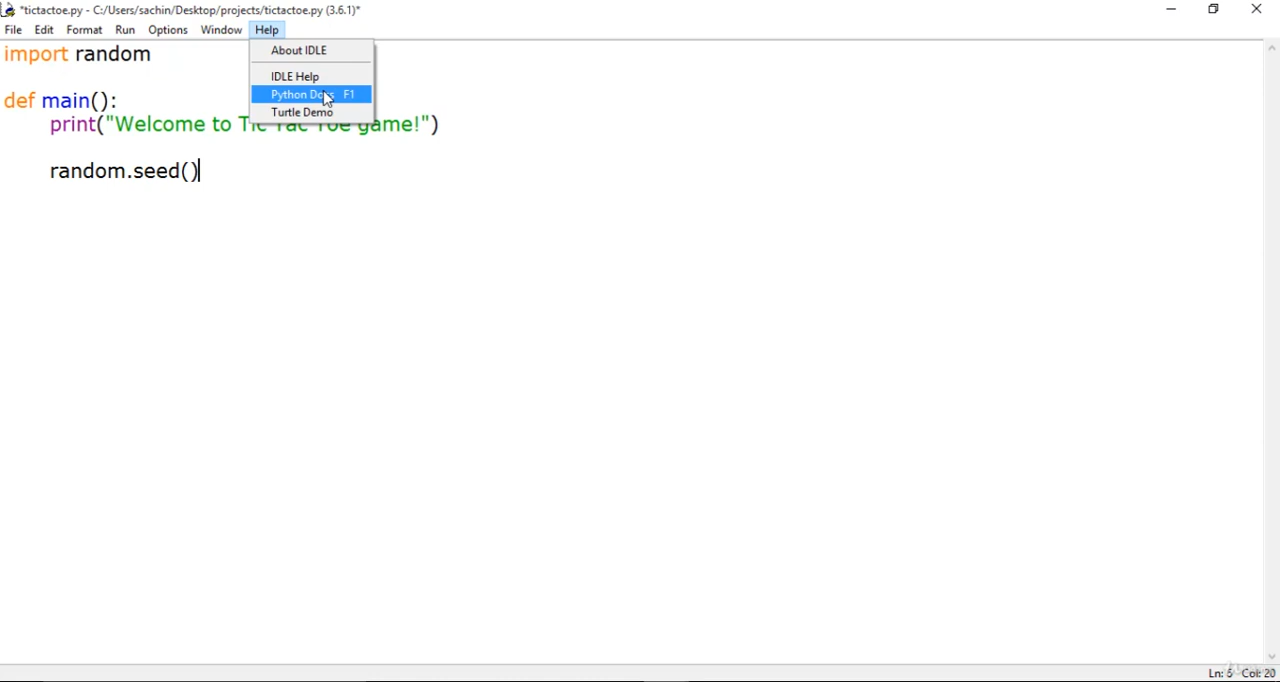 *tictactoe.py - C:/Users/sachin/Desktop/projects/tictactoe.py (3.6.1)*
File Edit Format Run Options Window Help
import random
About IDLE
IDLE Help
Python F1
Turtle Demo
def main():
print("Welcome to Tic Tac Toe game!")
random.seed()
Ln: 5 Col: 20